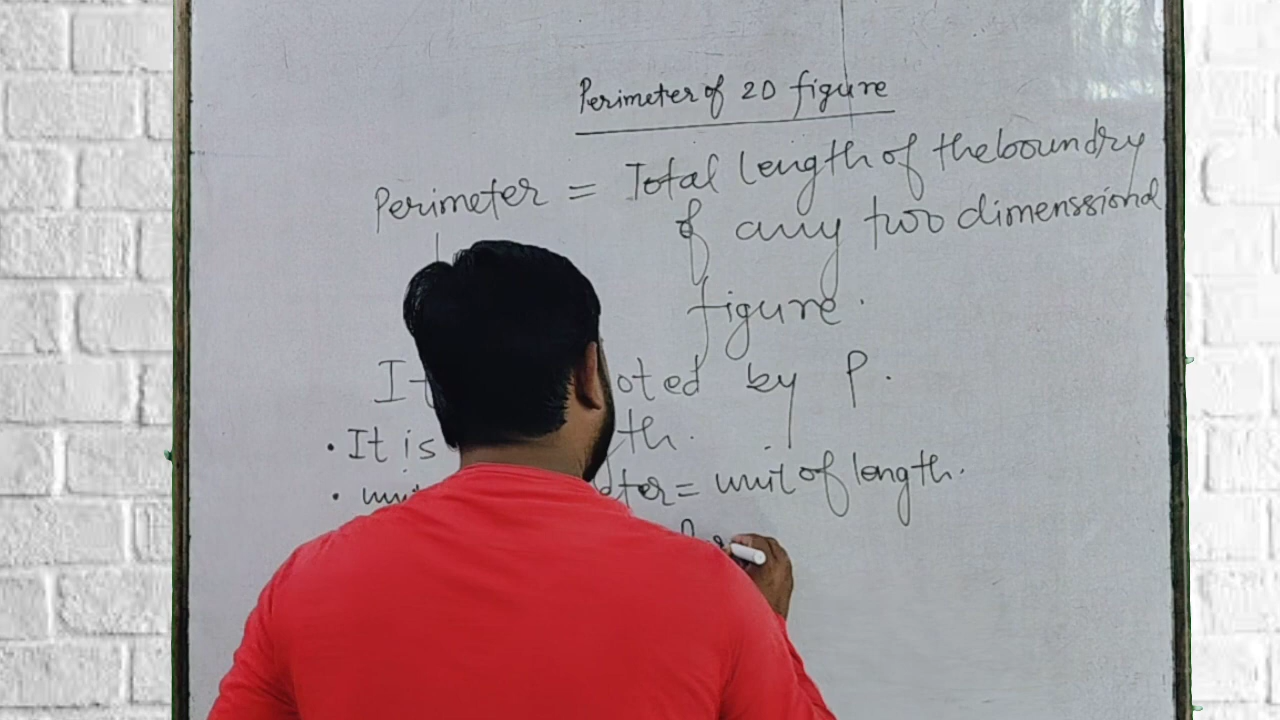 Perimeter of 2D figure
Perimeter = Total length of the boundry
of any two dimenssional
figure.
It oted by P.
• It is th.
• = unit of length.